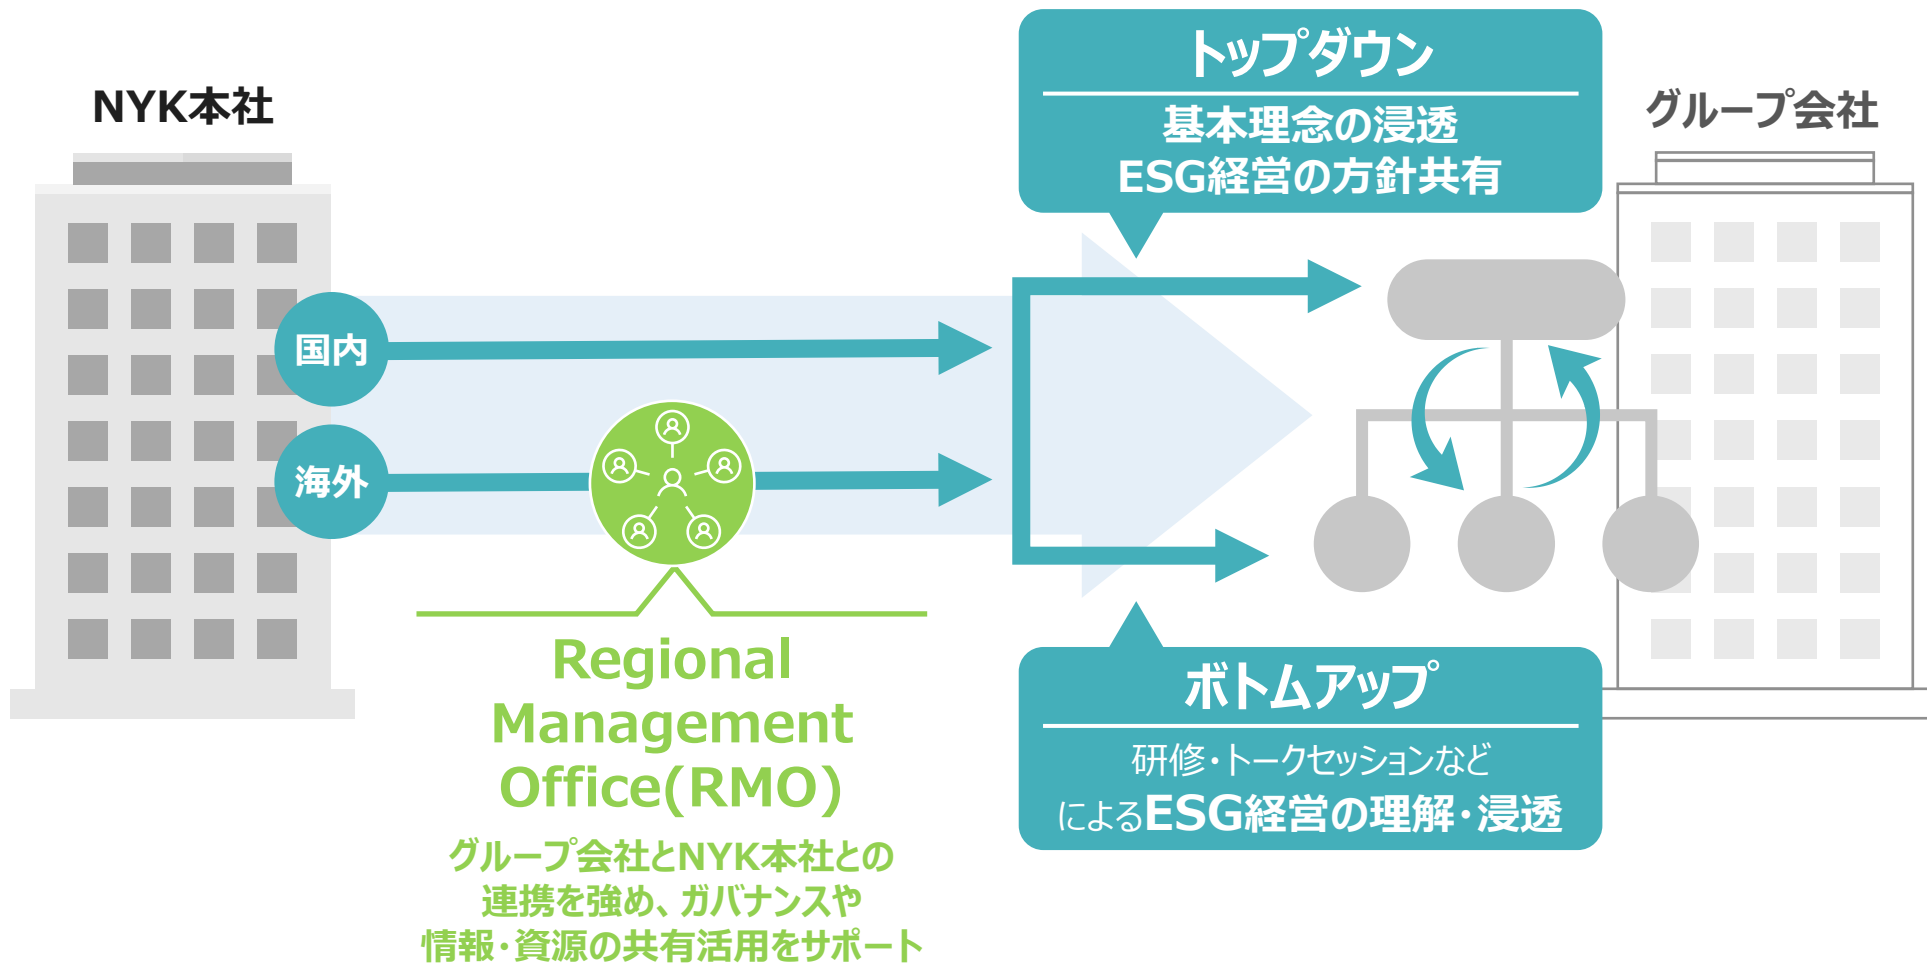 NYK本社
国内
海外
Regional
Management
Office(RMO)
グループ会社とNYK本社との
連携を強め、ガバナンスや
情報・資源の共有活用をサポート
トップダウン
基本理念の浸透
ESG経営の方針共有
ボトムアップ
研修・トークセッションなど
によるESG経営の理解・浸透
グループ会社